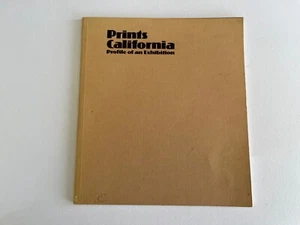 Prints
California
Profile of an Exhibition